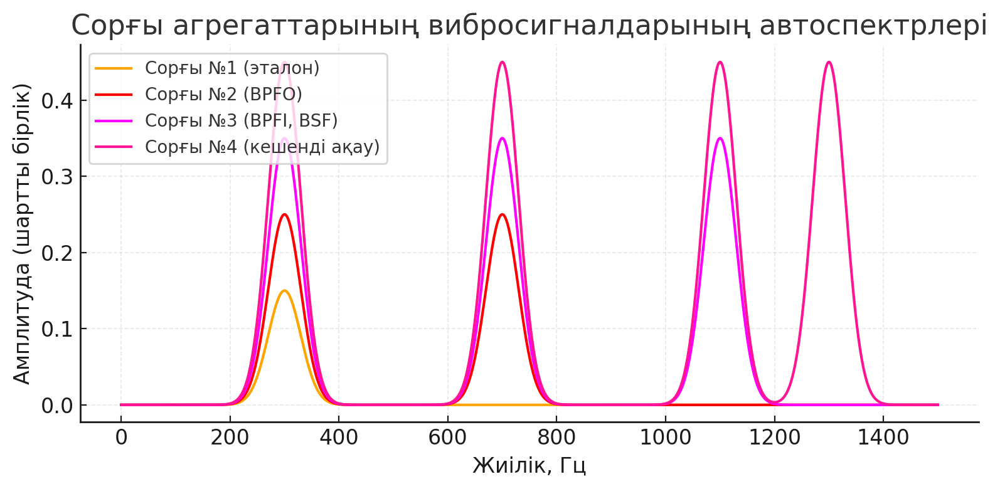 Сорғы агрегаттарының вибросигналдарының автоспектрлері
Сорғы №1 (эталон)
Сорғы №2 (BPFO)
Сорғы №3 (BPFI, BSF)
Сорғы №4 (кешенді ақау)
Амплитуда (шартты бірлік)
0.4
0.3
0.2
0.1
0.0
0 200 400 600 800 1000 1200 1400
Жиілік, Гц